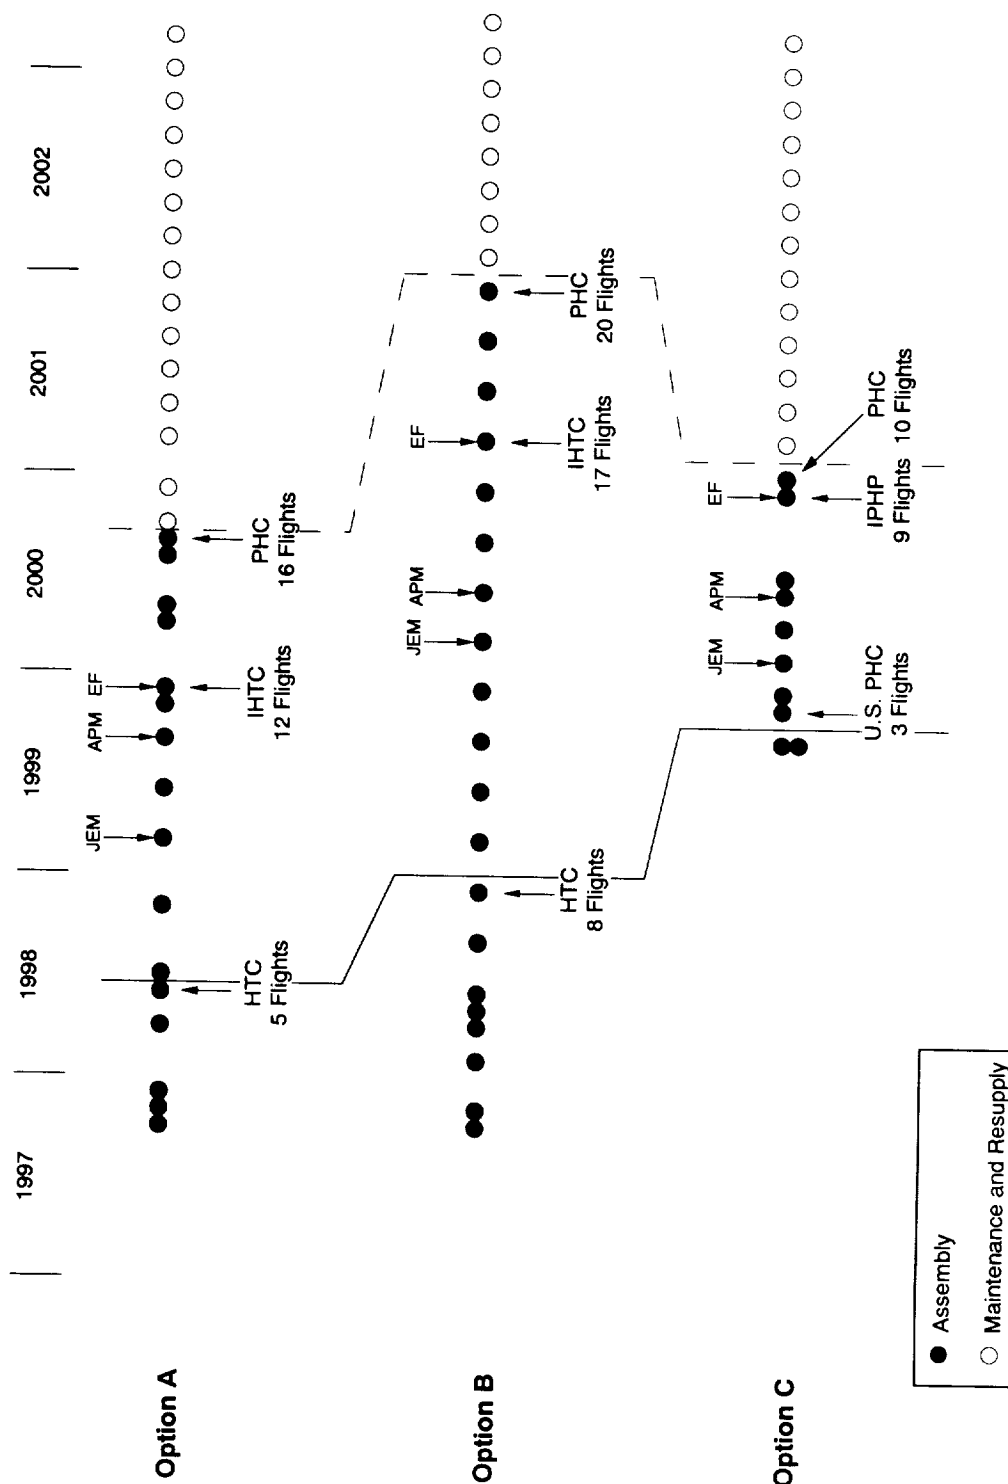 1997
1998
1999
2000
2001
2002
Option A
JEM
APM
EF
HTC
5 Flights
IHTC
12 Flights
PHC
16 Flights
Option B
JEM
APM
EF
HTC
8 Flights
IHTC
17 Flights
PHC
20 Flights
Option C
JEM
APM
EF
U.S. PHC
3 Flights
IPHP
9 Flights
PHC
10 Flights
Assembly
Maintenance and Resupply